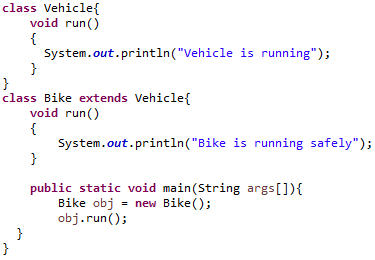 class Vehicle{
    void run()
    {
      System.out.println("Vehicle is running");
    }
}
class Bike extends Vehicle{
    void run()
    {
        System.out.println("Bike is running safely");
    }
    public static void main(String args[]){
        Bike obj = new Bike();
        obj.run();
  }
}